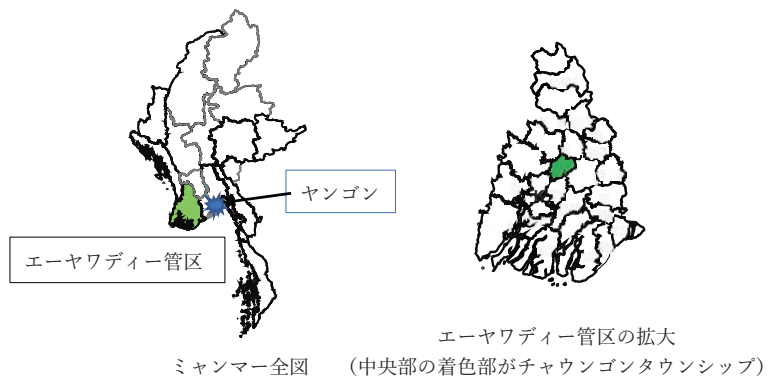 ヤンゴン
エーヤワディー管区
ミャンマー全図
エーヤワディー管区の拡大
（中央部の着色部がチャウンゴンタウンシップ）